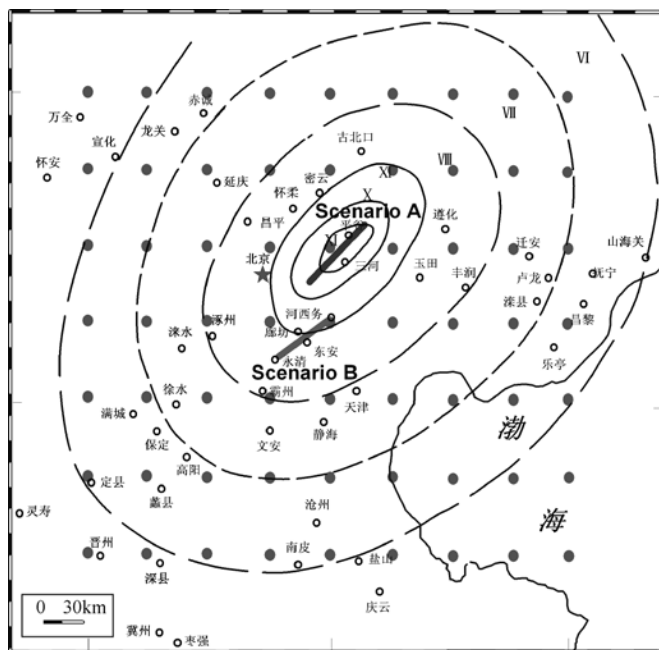 Ⅵ
赤诚
万全
Ⅶ
龙关
宣化
古北口
Ⅷ
怀安
延庆
密云
怀柔
Ⅹ
Scenario A
遵化
昌平
平谷
Ⅺ
北京
三河
迁安
山海关
玉田
丰润
卢龙
抚宁
滦县
昌黎
河西务
涿州
廊坊
涞水
东安
永清
乐亭
Scenario B
霸州
徐水
天津
满城
静海
渤
保定
文安
高阳
定县
蠡县
沧州
灵寿
海
晋州
南皮
盐山
深县
庆云
0 30km
冀州
枣强